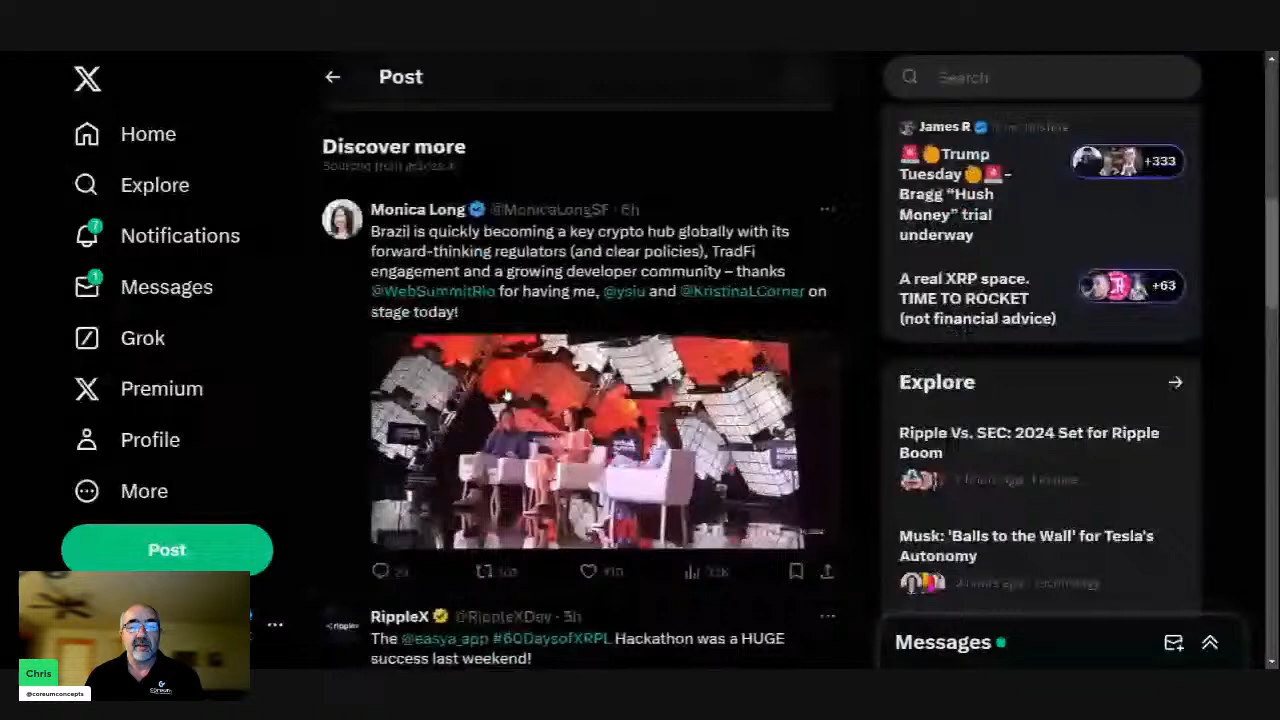 Home
Explore
7
Notifications
1
Messages
Grok
Premium
Profile
More
Post
Chris
@coreumconcepts
Post
Discover more
Monica Long @MonicaLongSF · 6h
Brazil is quickly becoming a key crypto hub globally with its
forward-thinking regulators (and clear policies), TradFi
engagement and a growing developer community – thanks
@WebSummitRio for having me, @ysiu and @KristinaLCorner on
stage today!
RippleX @RippleXDev · 3h
The @easya_app #60DaysofXRPL Hackathon was a HUGE
success last weekend!
Search
James R
🚨🍊Trump
Tuesday🍊🚨–
Bragg “Hush
Money” trial
underway
+333
A real XRP space.
TIME TO ROCKET
(not financial advice)
+63
Explore
Ripple Vs. SEC: 2024 Set for Ripple
Boom
Musk: 'Balls to the Wall' for Tesla's
Autonomy
Messages